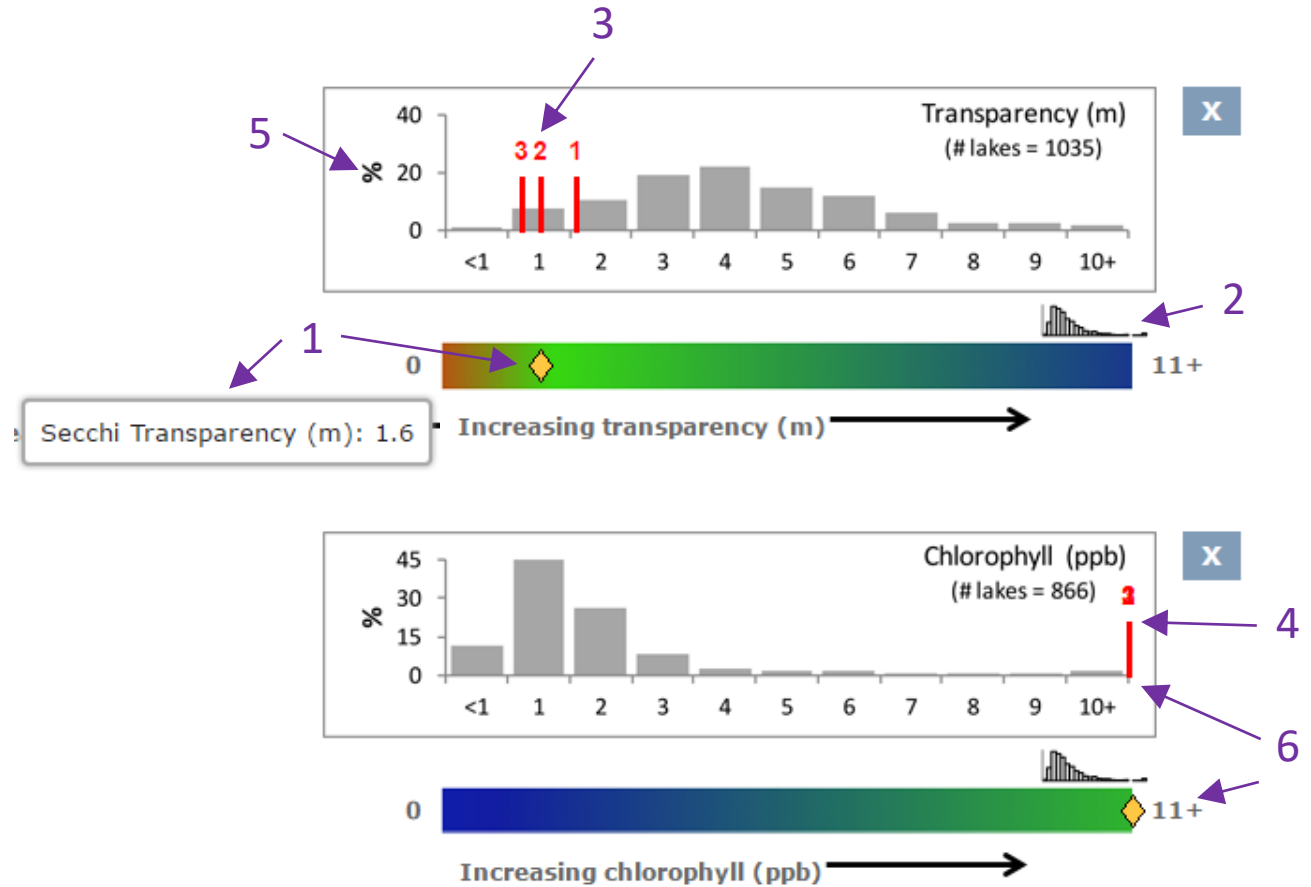 3
40
Transparency (m)
X
5
3 2 1
(# lakes = 1035)
%
20
0
<1 1 2 3 4 5 6 7 8 9 10+
2
1
0
11+
Secchi Transparency (m): 1.6
Increasing transparency (m)
45
Chlorophyll (ppb)
X
30
(# lakes = 866)
4
%
15
0
<1 1 2 3 4 5 6 7 8 9 10+
6
0
11+
Increasing chlorophyll (ppb)